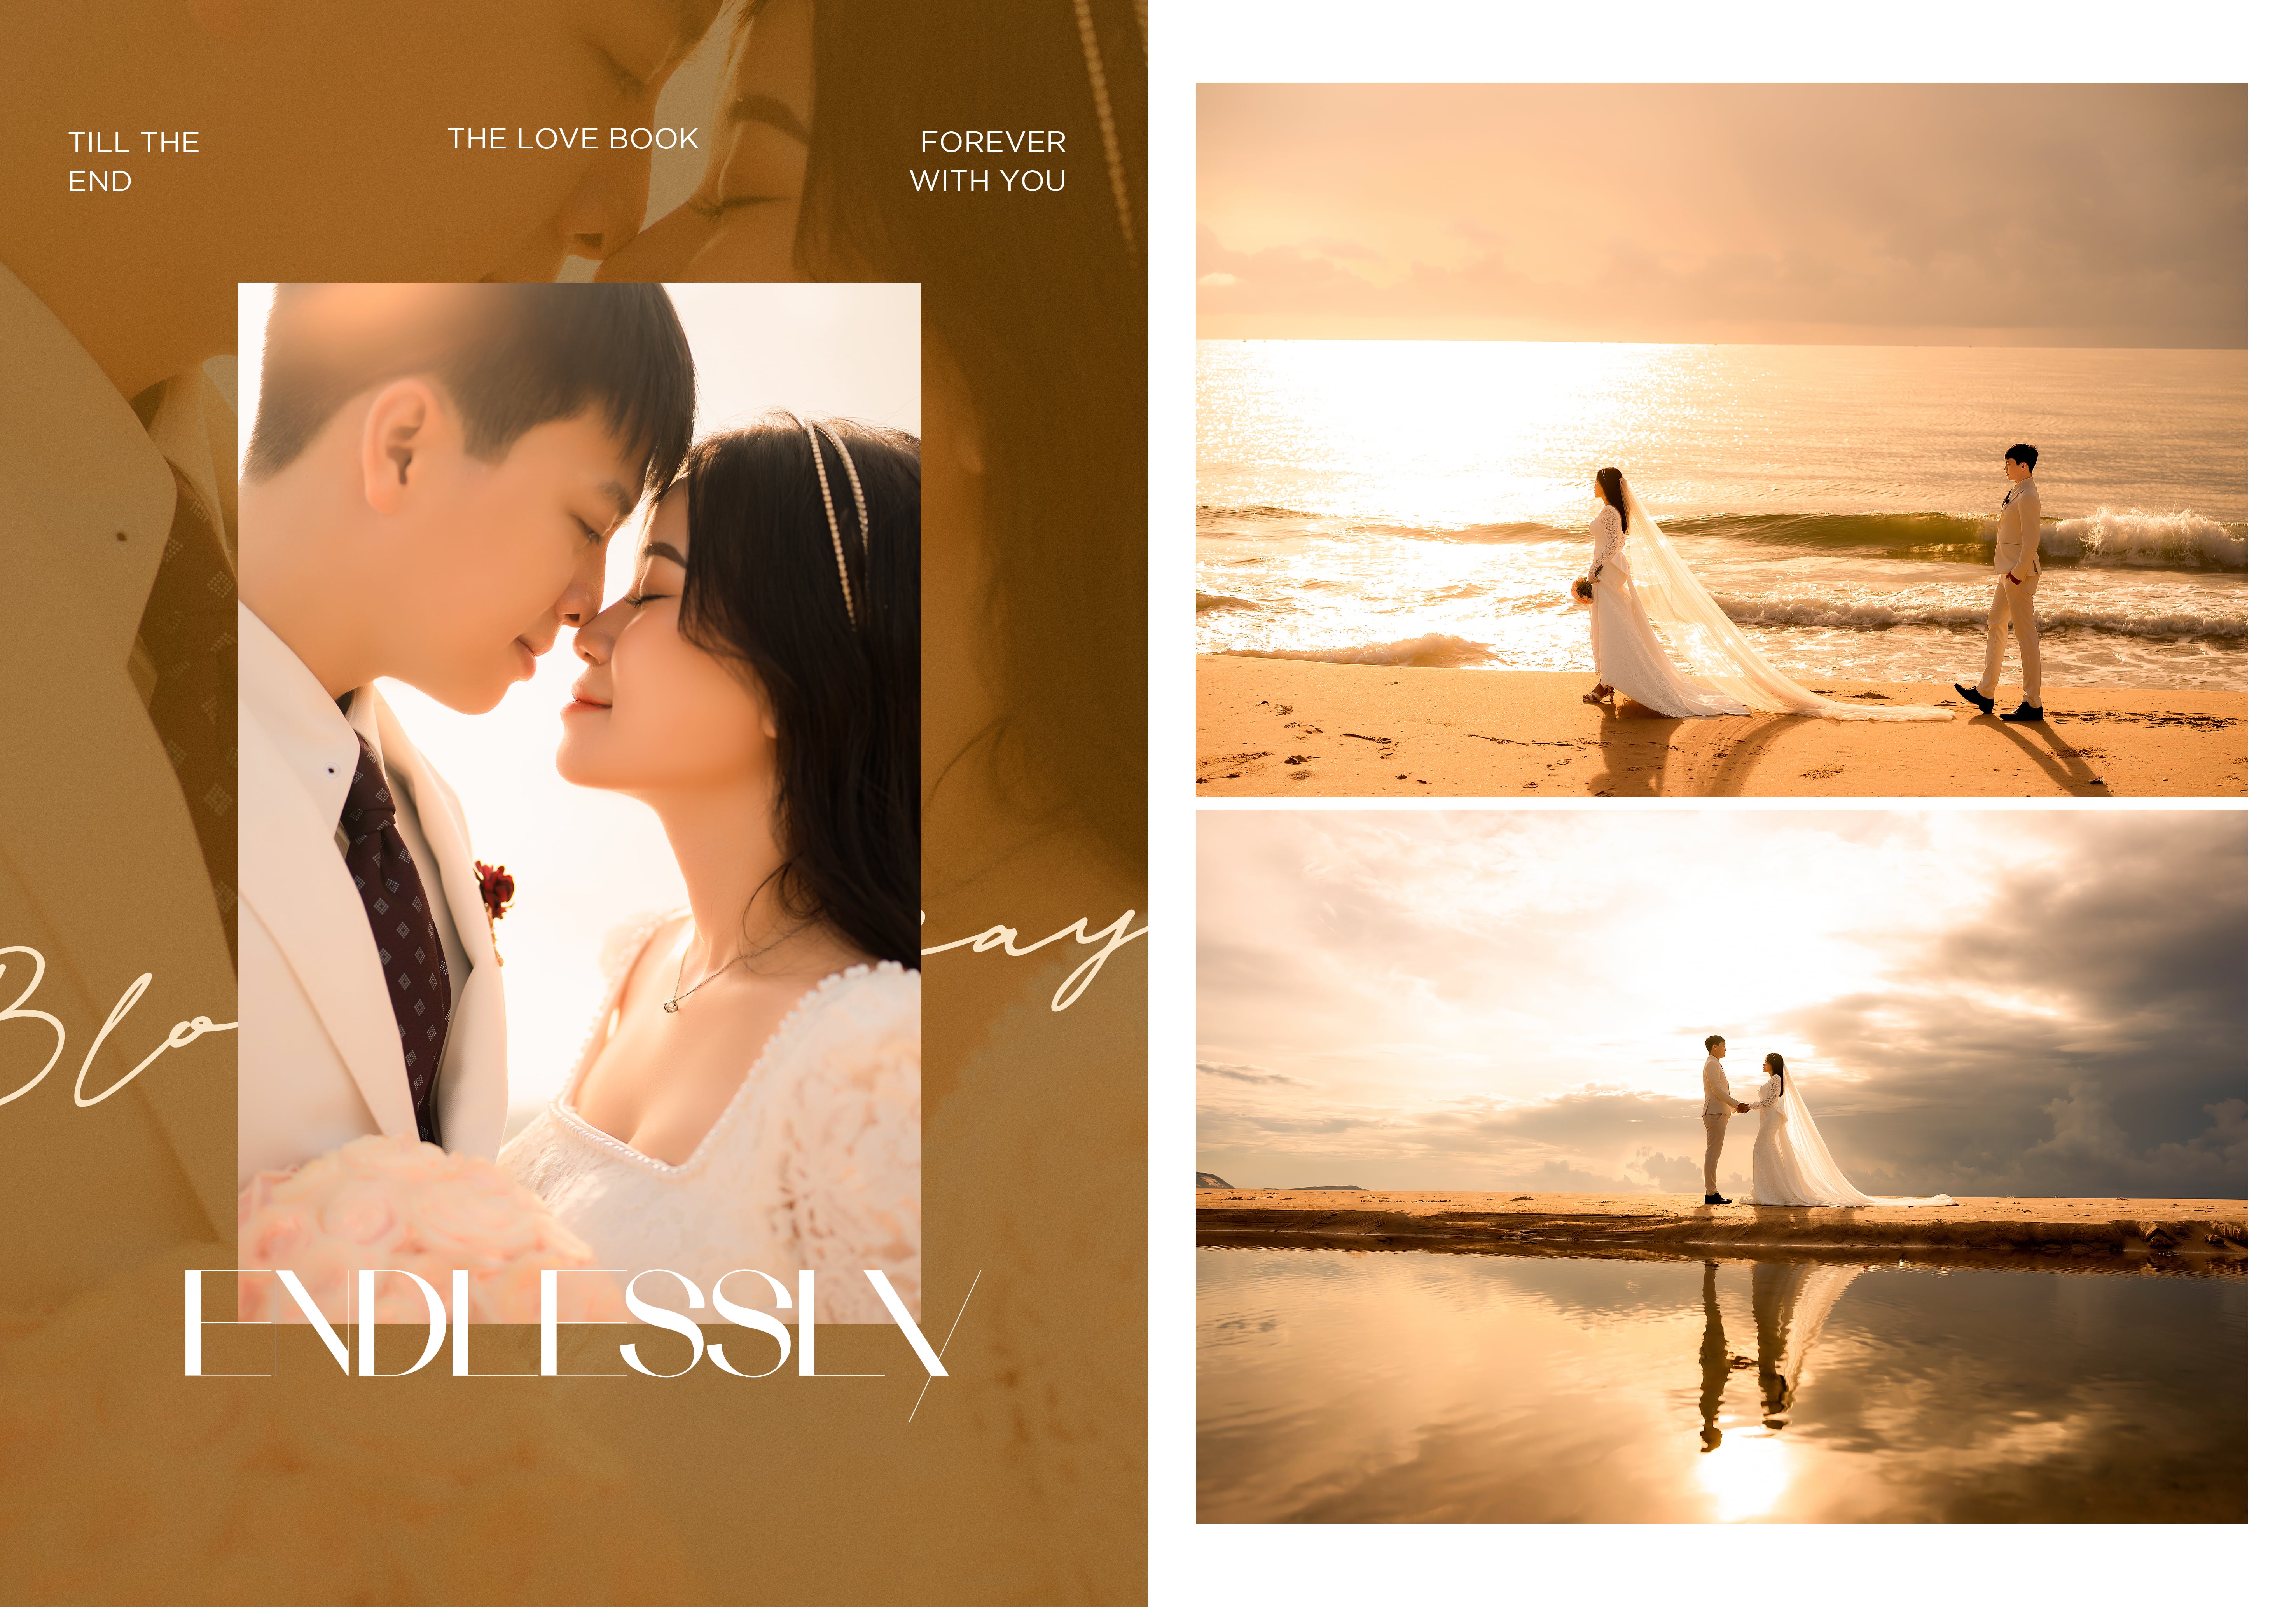 TILL THE
END
THE LOVE BOOK
FOREVER
WITH YOU
ENDLESSLY